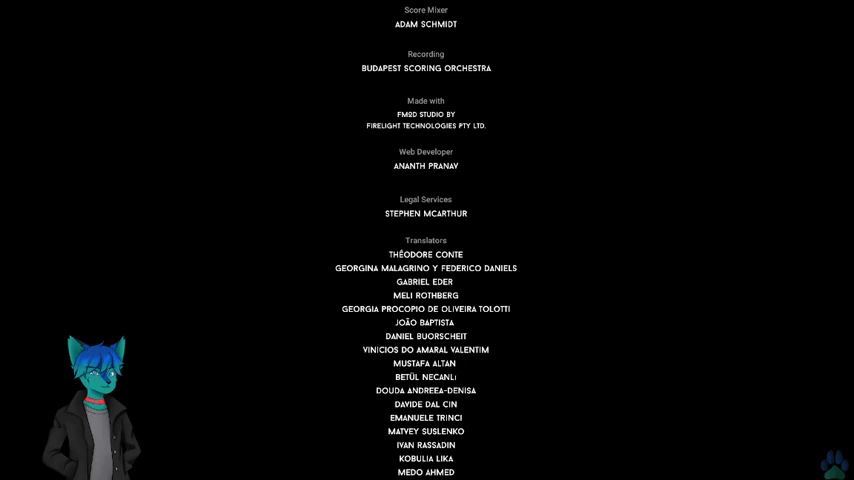 Score Mixer
ADAM SCHMIDT
Recording
BUDAPEST SCORING ORCHESTRA
Made with
FMOD STUDIO BY
FIRELIGHT TECHNOLOGIES PTY LTD.
Web Developer
ANANTH PRANAV
Legal Services
STEPHEN MCARTHUR
Translators
THÉODORE CONTE
GEORGINA MALAGRINO Y FEDERICO DANIELS
GABRIEL EDER
MELI ROTHBERG
GEORGIA PROCOPIO DE OLIVEIRA TOLOTTI
JOÃO BAPTISTA
DANIEL BUORSCHEIT
VINICIOS DO AMARAL VALENTIM
MUSTAFA ALTAN
BETÜL NECANLı
DOUDA ANDREEA-DENISA
DAVIDE DAL CIN
EMANUELE TRINCI
MATVEY SUSLENKO
IVAN RASSADIN
KOBULIA LIKA
MEDO AHMED